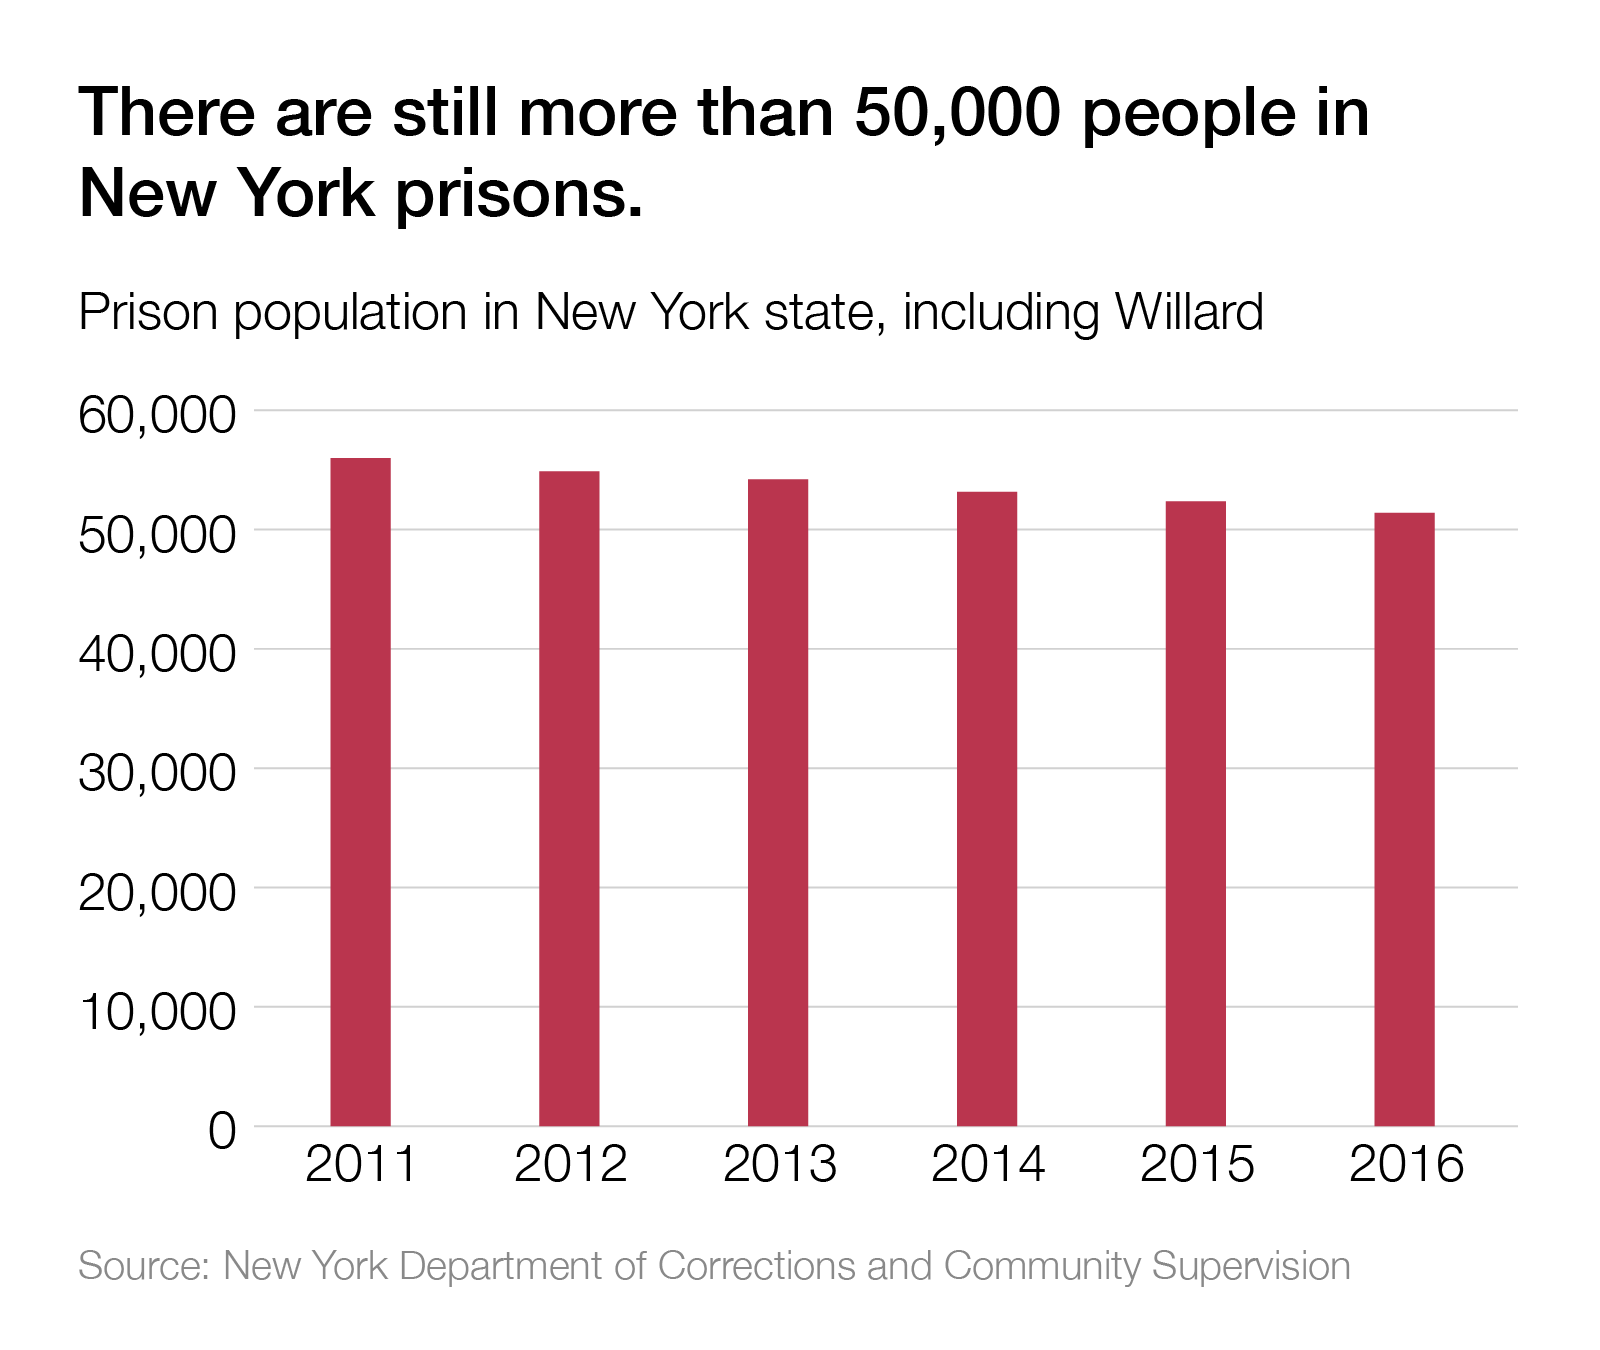 There are still more than 50,000 people in
New York prisons.
Prison population in New York state, including Willard
60,000
50,000
40,000
30,000
20,000
10,000
0
2011 2012 2013 2014 2015 2016
Source: New York Department of Corrections and Community Supervision